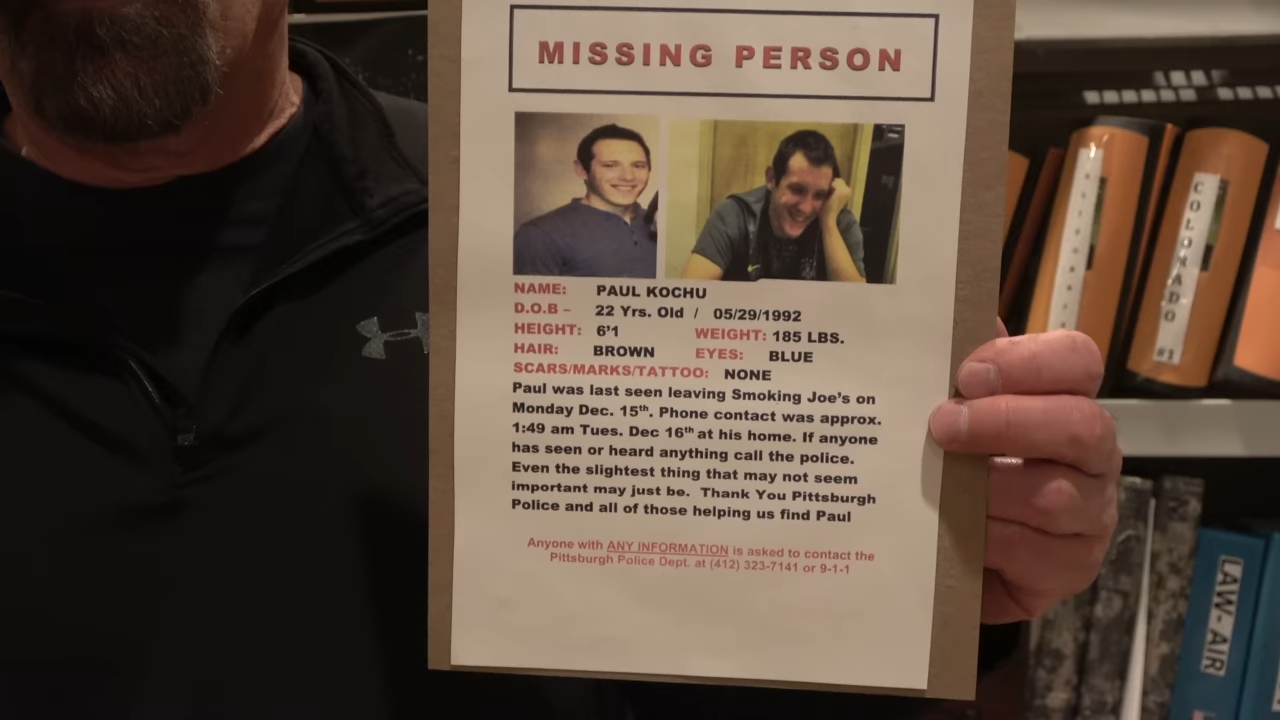 MISSING PERSON
NAME: PAUL KOCHU
D.O.B – 22 Yrs. Old / 05/29/1992
HEIGHT: 6'1 WEIGHT: 185 LBS.
HAIR: BROWN EYES: BLUE
SCARS/MARKS/TATTOO: NONE
Paul was last seen leaving Smoking Joe's on
Monday Dec. 15th. Phone contact was approx.
1:49 am Tues. Dec 16th at his home. If anyone
has seen or heard anything call the police.
Even the slightest thing that may not seem
important may just be. Thank You Pittsburgh
Police and all of those helping us find Paul
Anyone with ANY INFORMATION is asked to contact the
Pittsburgh Police Dept. at (412) 323-7141 or 9-1-1
COLORADO
#1
LAW-AIR